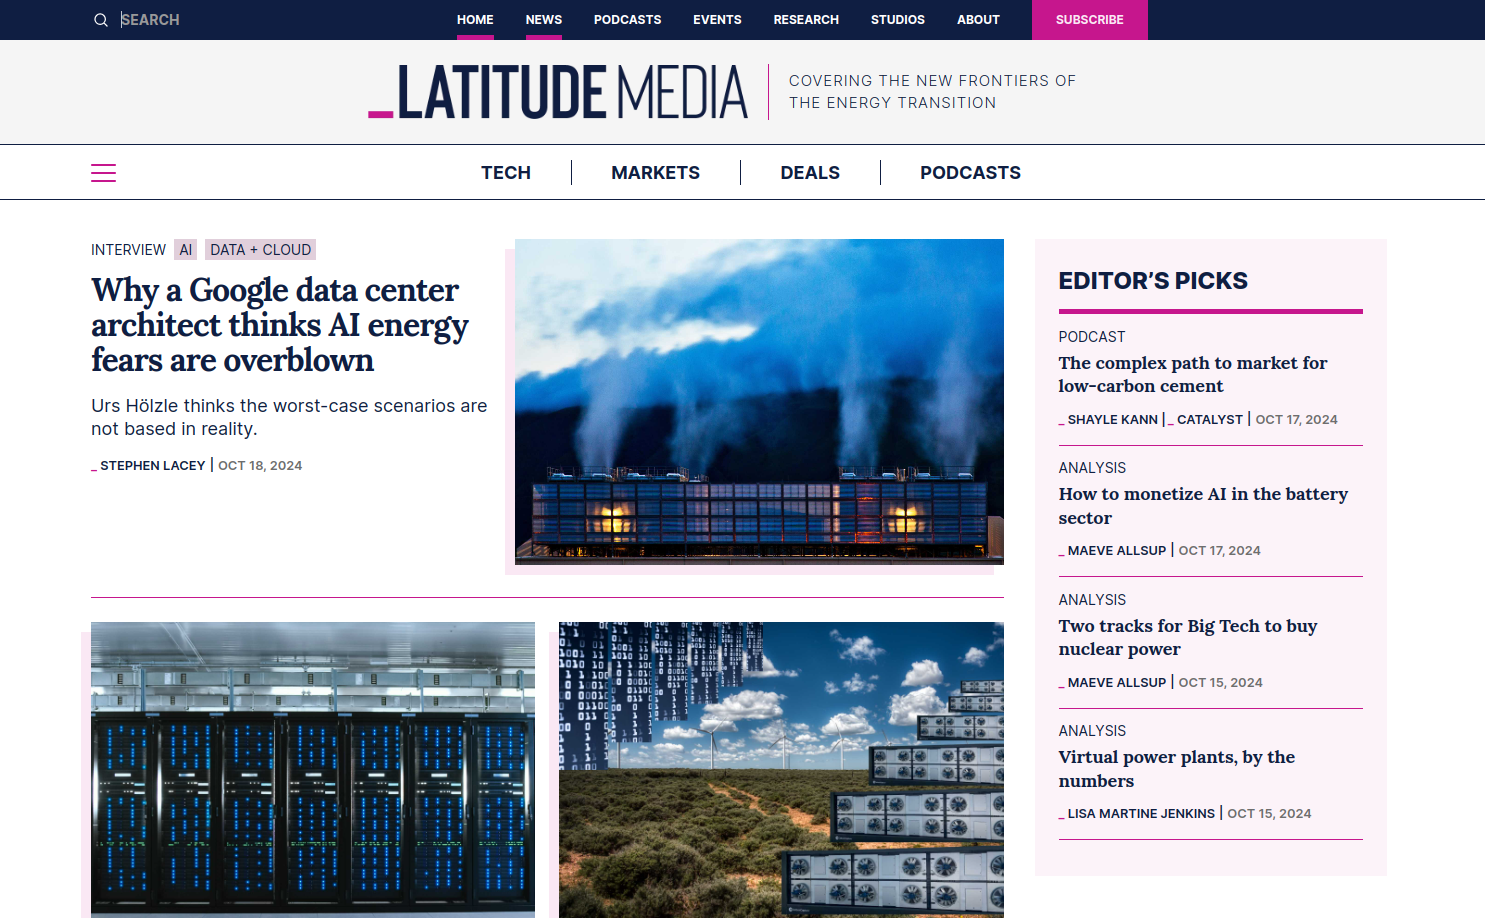 SEARCH
HOME
NEWS
PODCASTS
EVENTS
RESEARCH
STUDIOS
ABOUT
SUBSCRIBE
_LATITUDE MEDIA
COVERING THE NEW FRONTIERS OF
THE ENERGY TRANSITION
TECH
MARKETS
DEALS
PODCASTS
INTERVIEW AI DATA + CLOUD
Why a Google data center
architect thinks AI energy
fears are overblown
Urs Hölzle thinks the worst-case scenarios are
not based in reality.
_ STEPHEN LACEY | OCT 18, 2024
EDITOR’S PICKS
PODCAST
The complex path to market for
low-carbon cement
_ SHAYLE KANN | _ CATALYST | OCT 17, 2024
ANALYSIS
How to monetize AI in the battery
sector
_ MAEVE ALLSUP | OCT 17, 2024
ANALYSIS
Two tracks for Big Tech to buy
nuclear power
_ MAEVE ALLSUP | OCT 15, 2024
ANALYSIS
Virtual power plants, by the
numbers
_ LISA MARTINE JENKINS | OCT 15, 2024